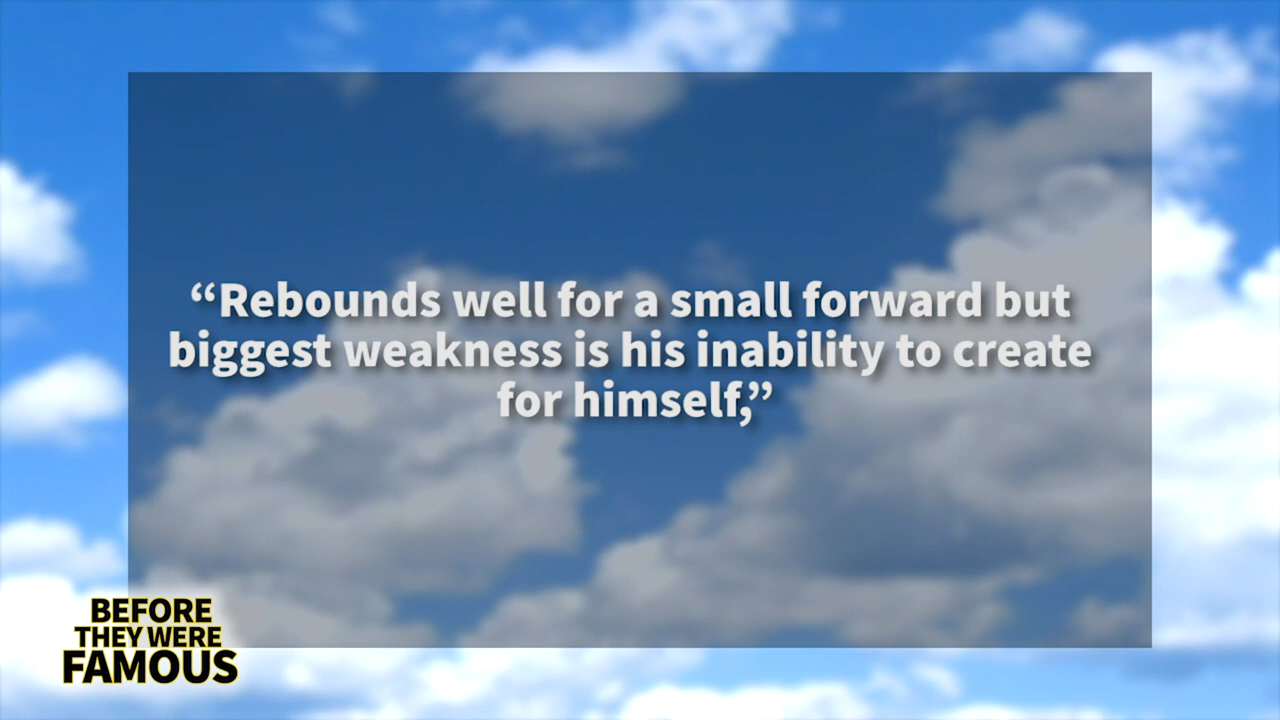 “Rebounds well for a small forward but
biggest weakness is his inability to create
for himself,”
BEFORE
THEY WERE
FAMOUS